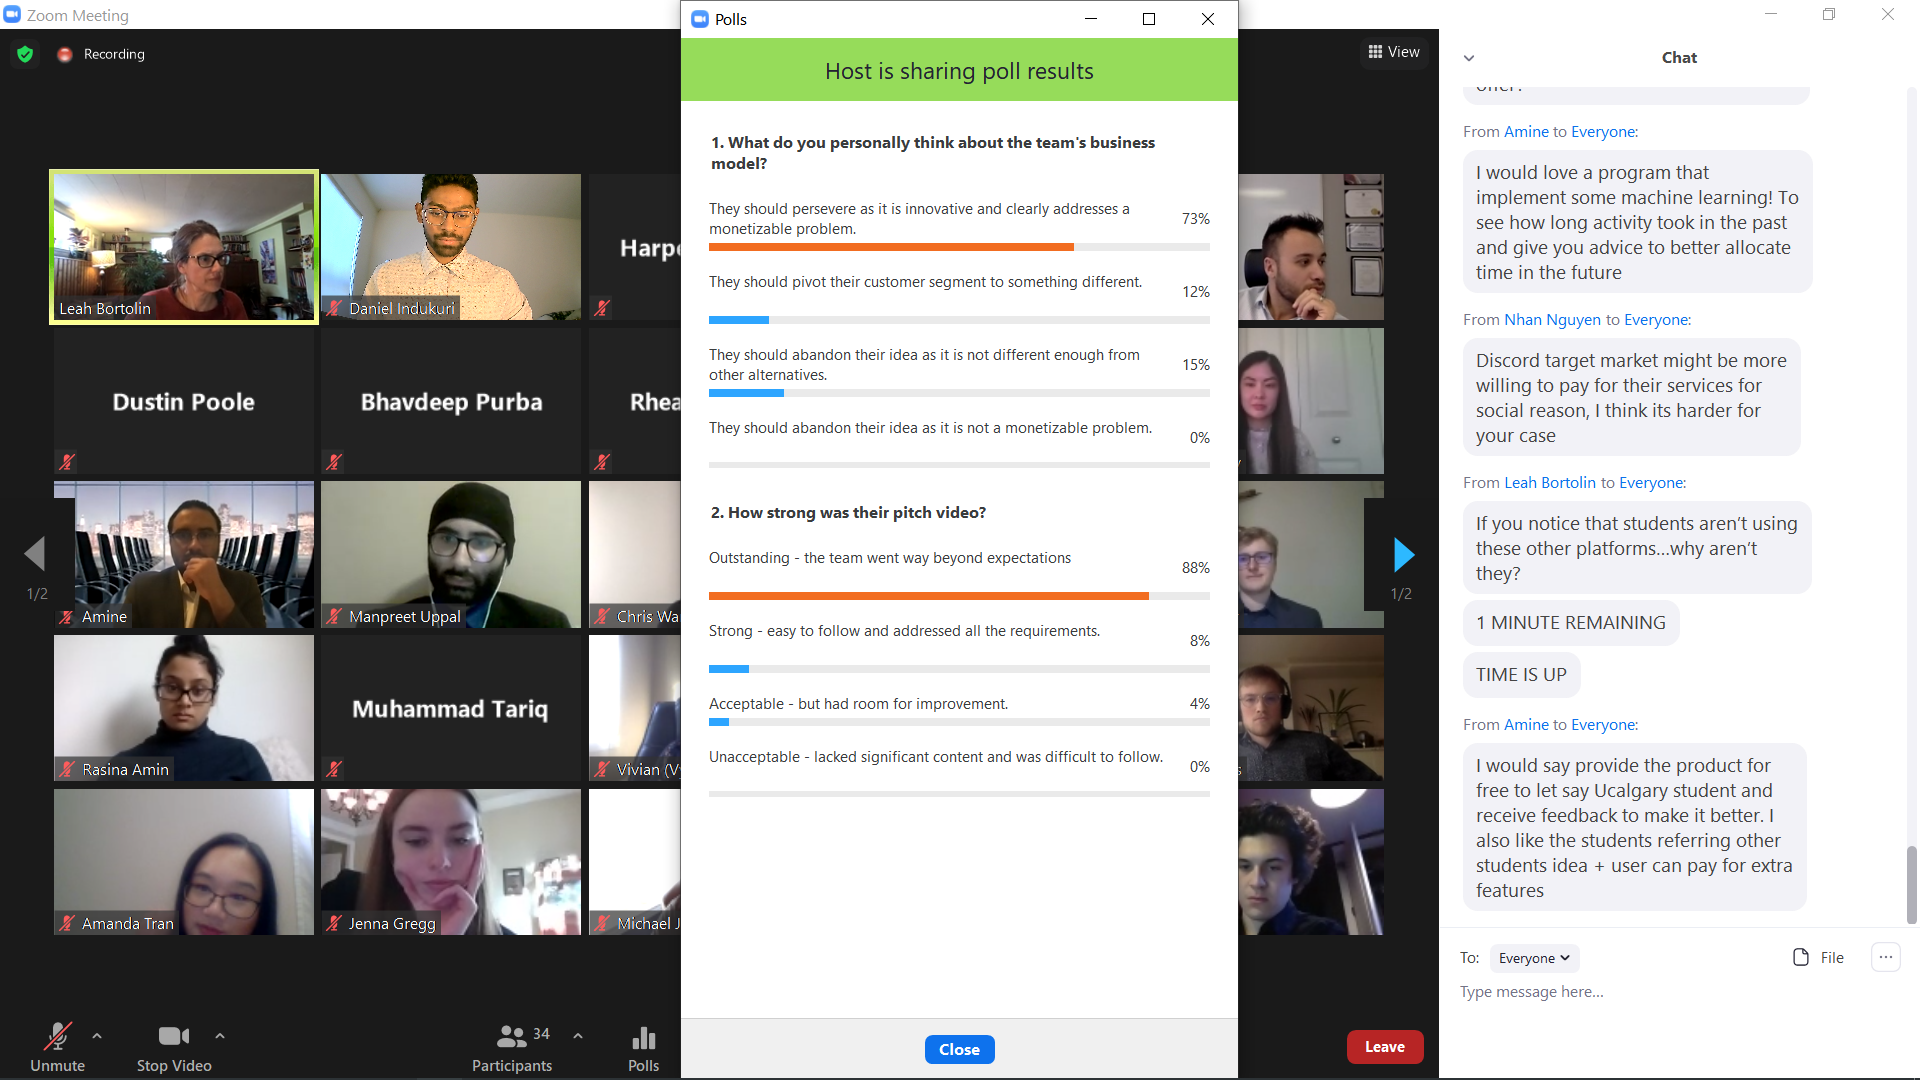 Zoom Meeting
Recording
View
Leah Bortolin
Daniel Indukuri
Dustin Poole
Bhavdeep Purba
Rhea
1/2
Amine
Manpreet Uppal
Chris Wa
Rasina Amin
Muhammad Tariq
Vivian (V
Amanda Tran
Jenna Gregg
Michael J
1/2
Unmute
Stop Video
34
Participants
Polls
Leave
Polls
Host is sharing poll results
1. What do you personally think about the team's business
model?
They should persevere as it is innovative and clearly addresses a
monetizable problem.
73%
They should pivot their customer segment to something different.
12%
They should abandon their idea as it is not different enough from
other alternatives.
15%
They should abandon their idea as it is not a monetizable problem.
0%
2. How strong was their pitch video?
Outstanding - the team went way beyond expectations
88%
Strong - easy to follow and addressed all the requirements.
8%
Acceptable - but had room for improvement.
4%
Unacceptable - lacked significant content and was difficult to follow.
0%
Close
Chat
From Amine to Everyone:
I would love a program that
implement some machine learning! To
see how long activity took in the past
and give you advice to better allocate
time in the future
From Nhan Nguyen to Everyone:
Discord target market might be more
willing to pay for their services for
social reason, I think its harder for
your case
From Leah Bortolin to Everyone:
If you notice that students aren't using
these other platforms...why aren't
they?
1 MINUTE REMAINING
TIME IS UP
From Amine to Everyone:
I would say provide the product for
free to let say Ucalgary student and
receive feedback to make it better. I
also like the students referring other
students idea + user can pay for extra
features
To: Everyone
File
Type message here...